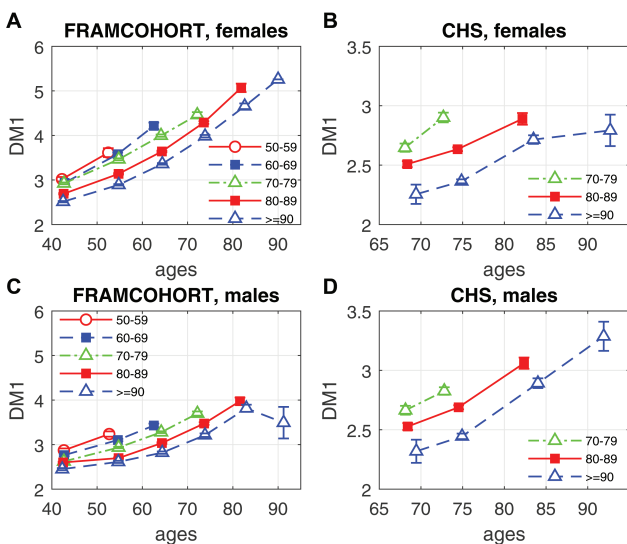 A
FRAMCOHORT, females
6
5
4
3
2
DM1
40 50 60 70 80 90
ages
50-59
60-69
70-79
80-89
>=90
B
CHS, females
3.5
3
2.5
2
DM1
65 70 75 80 85 90
ages
70-79
80-89
>=90
C
FRAMCOHORT, males
6
5
4
3
2
DM1
40 50 60 70 80 90
ages
50-59
60-69
70-79
80-89
>=90
D
CHS, males
3.5
3
2.5
2
DM1
65 70 75 80 85 90
ages
70-79
80-89
>=90